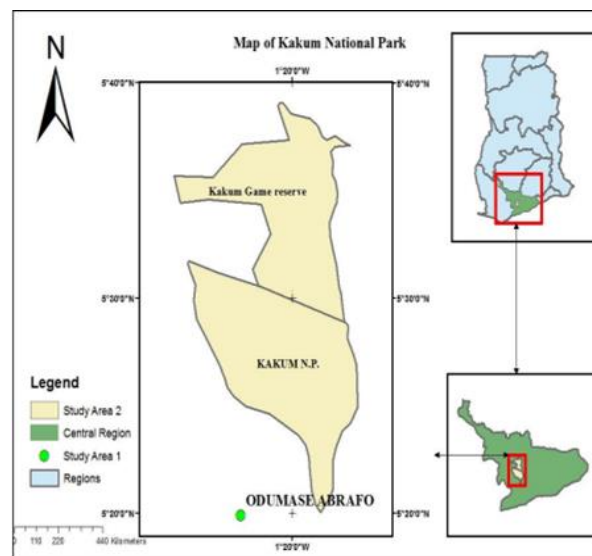 N
Map of Kakum National Park
1°20'0"W
5°40'0"N
5°40'0"N
Kakum Game reserve
5°30'0"N
5°30'0"N
KAKUM N.P.
Legend
Study Area 2
Central Region
Study Area 1
Regions
ODUMASE ABRAFO
5°20'0"N
5°20'0"N
0 110 220 440 Kilometers
1°20'0"W